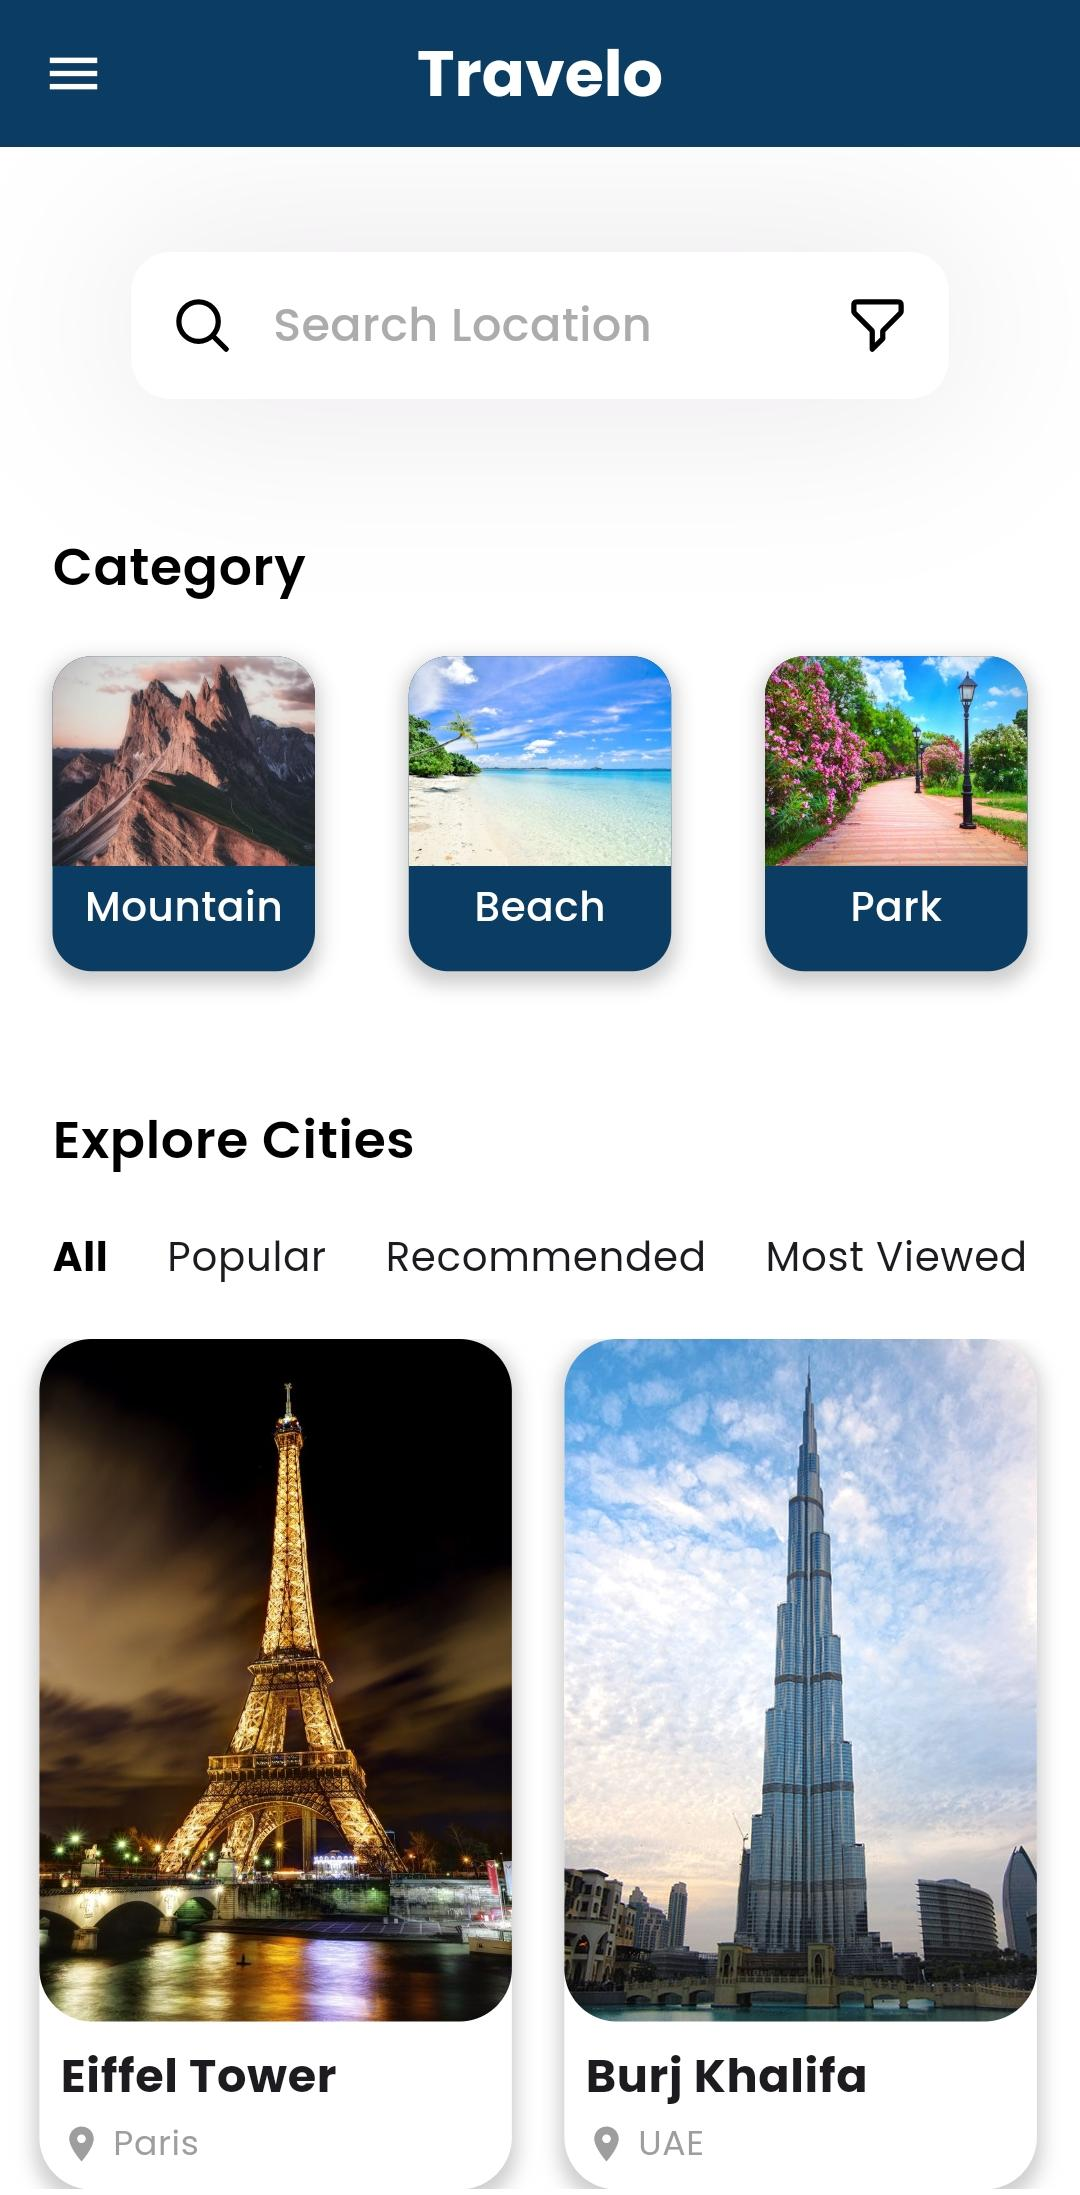 Travelo
Search Location
Category
Mountain
Beach
Park
Explore Cities
All Popular Recommended Most Viewed
Eiffel Tower
Paris
Burj Khalifa
UAE